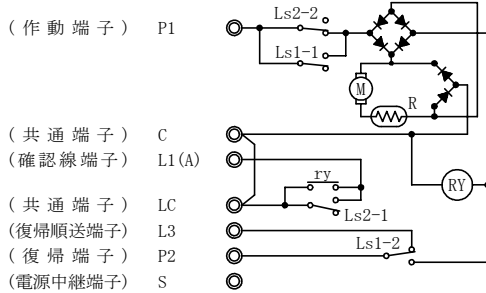 Ls2-2
(作動端子) P1
Ls1-1
M
R
(共通端子) C
(確認線端子) L1(A)
ry
RY
(共通端子) LC
Ls2-1
(復帰順送端子) L3
Ls1-2
(復帰端子) P2
(電源中継端子) S